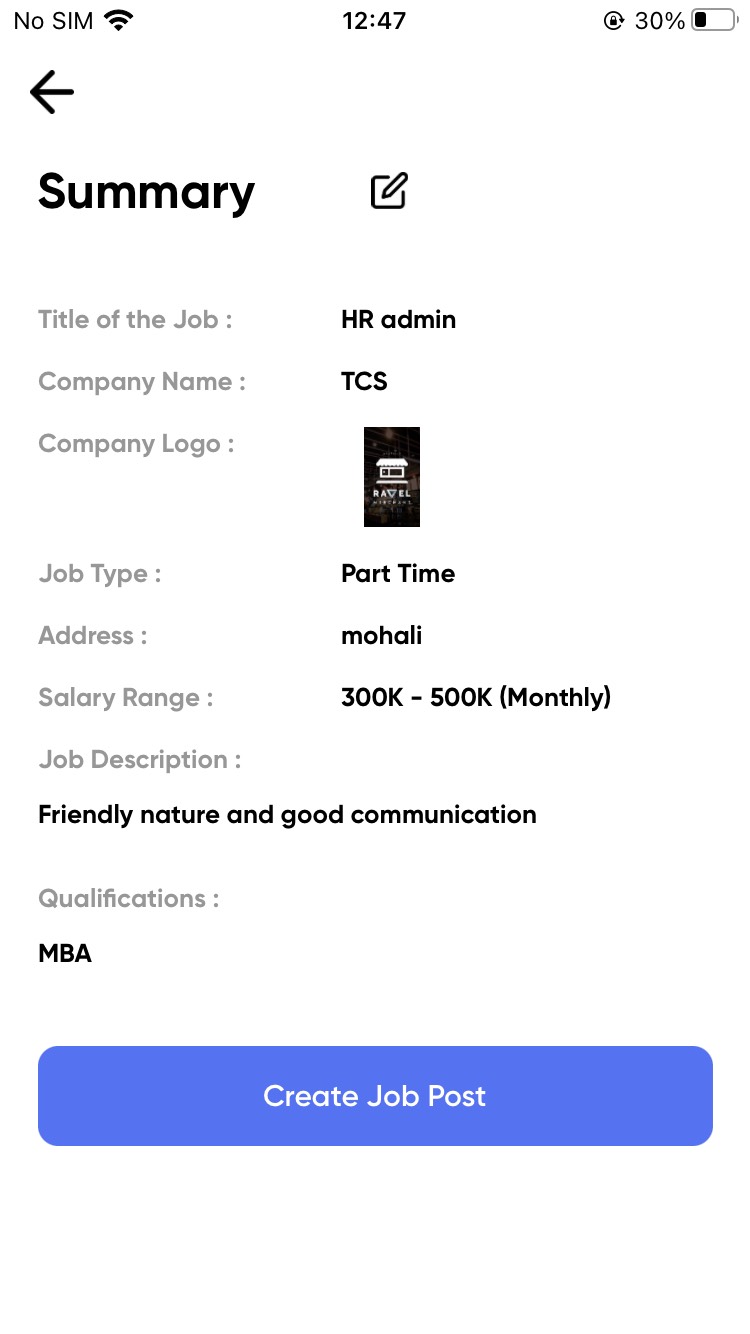 No SIM 12:47 30%
Summary
Title of the Job : HR admin
Company Name : TCS
Company Logo :
RAVEL
MERCHANT
Job Type : Part Time
Address : mohali
Salary Range : 300K - 500K (Monthly)
Job Description :
Friendly nature and good communication
Qualifications :
MBA
Create Job Post